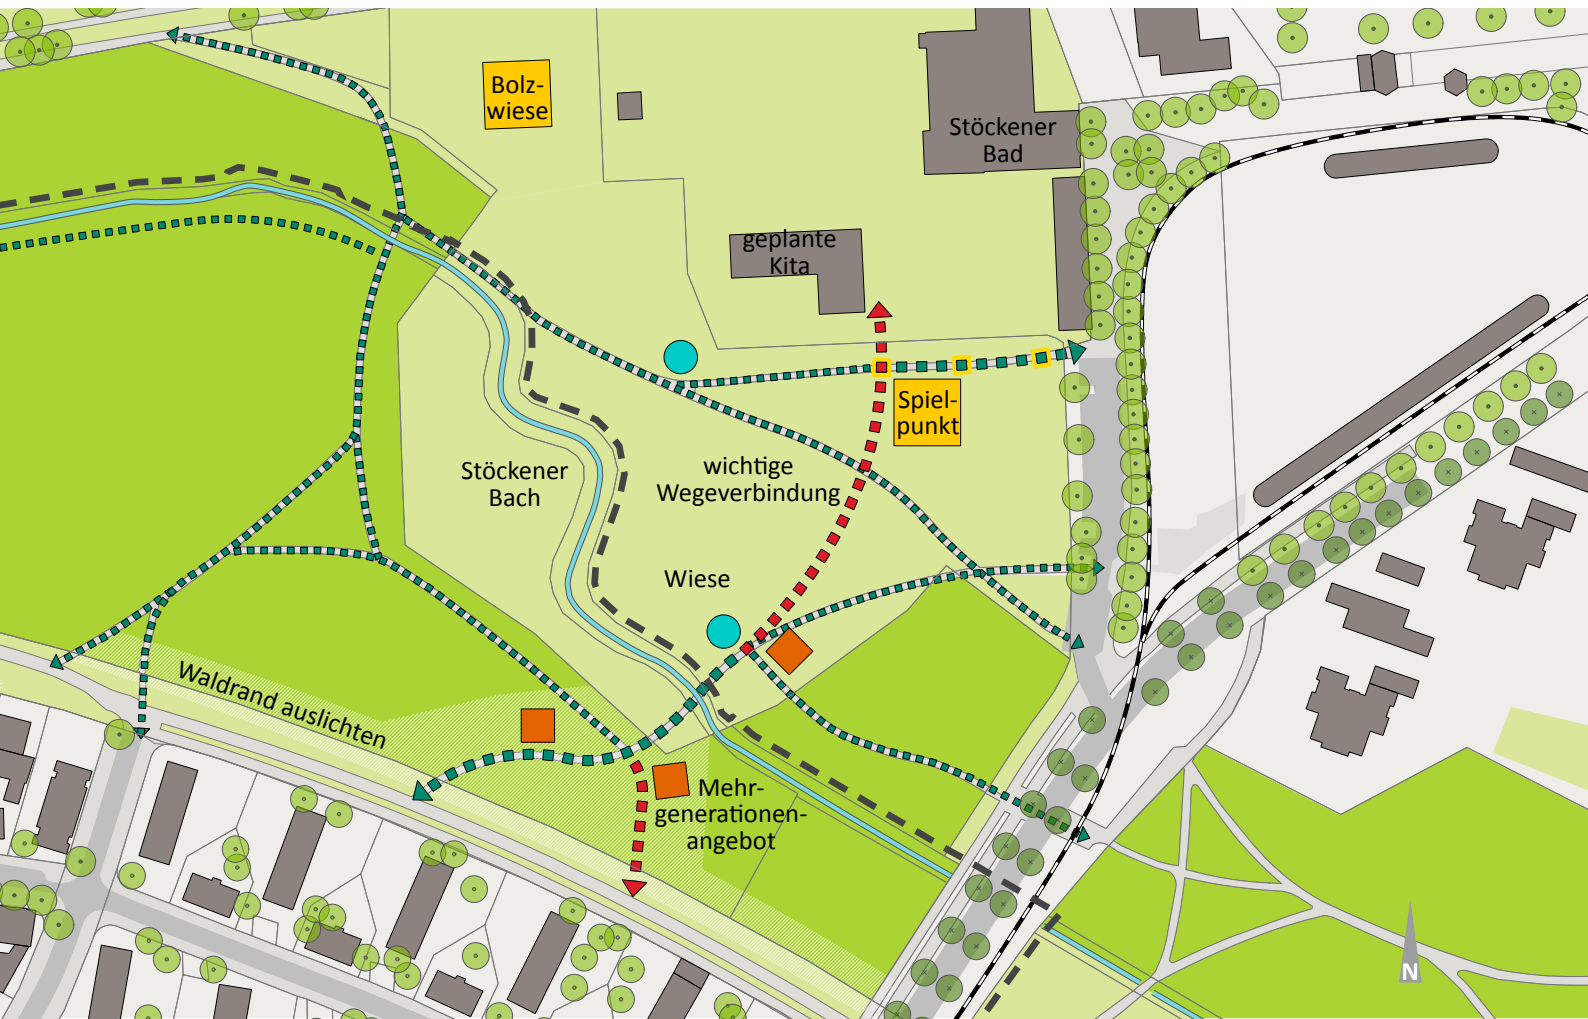 Bolz-
wiese
Stöckener
Bad
geplante
Kita
Spiel-
punkt
wichtige
Wegeverbindung
Stöckener
Bach
Wiese
Waldrand auslichten
Mehr-
generationen-
angebot
N